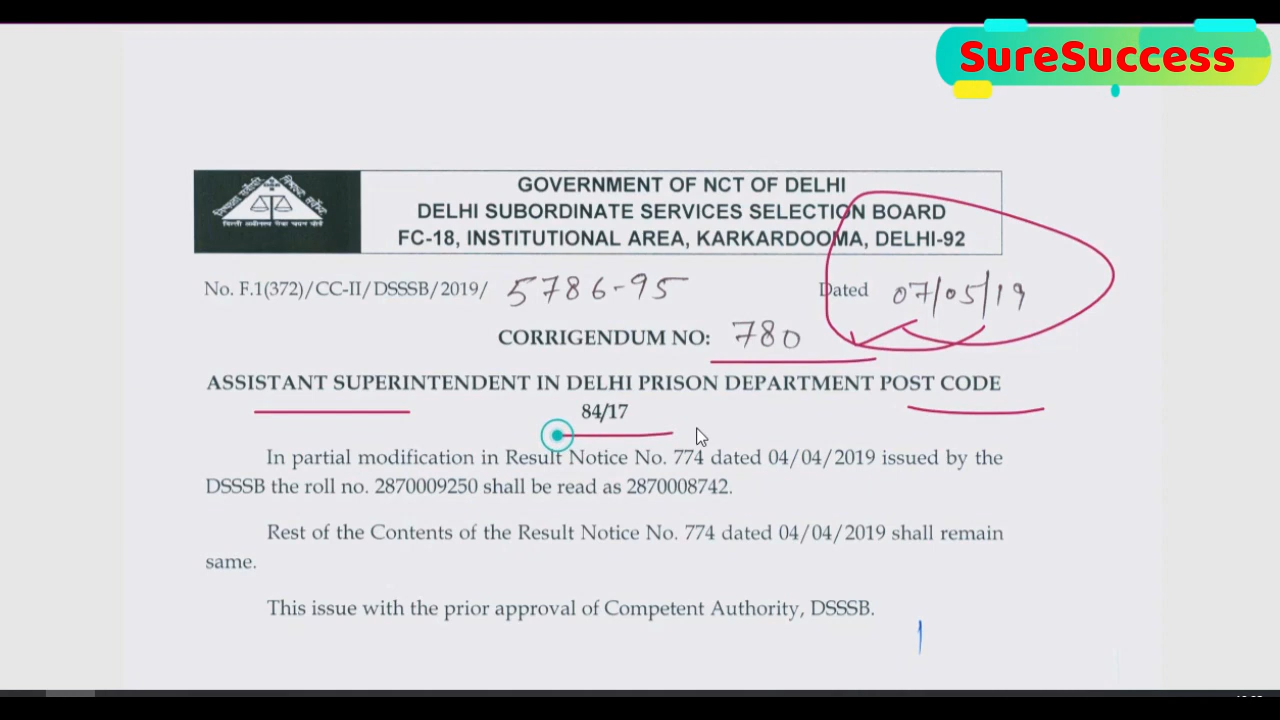 SureSuccess
GOVERNMENT OF NCT OF DELHI
DELHI SUBORDINATE SERVICES SELECTION BOARD
FC-18, INSTITUTIONAL AREA, KARKARDOOMA, DELHI-92
No. F.1(372)/CC-II/DSSSB/2019/ 5786-95 Dated 07/05/19
CORRIGENDUM NO: 780
ASSISTANT SUPERINTENDENT IN DELHI PRISON DEPARTMENT POST CODE
84/17
In partial modification in Result Notice No. 774 dated 04/04/2019 issued by the
DSSSB the roll no. 2870009250 shall be read as 2870008742.
Rest of the Contents of the Result Notice No. 774 dated 04/04/2019 shall remain
same.
This issue with the prior approval of Competent Authority, DSSSB.